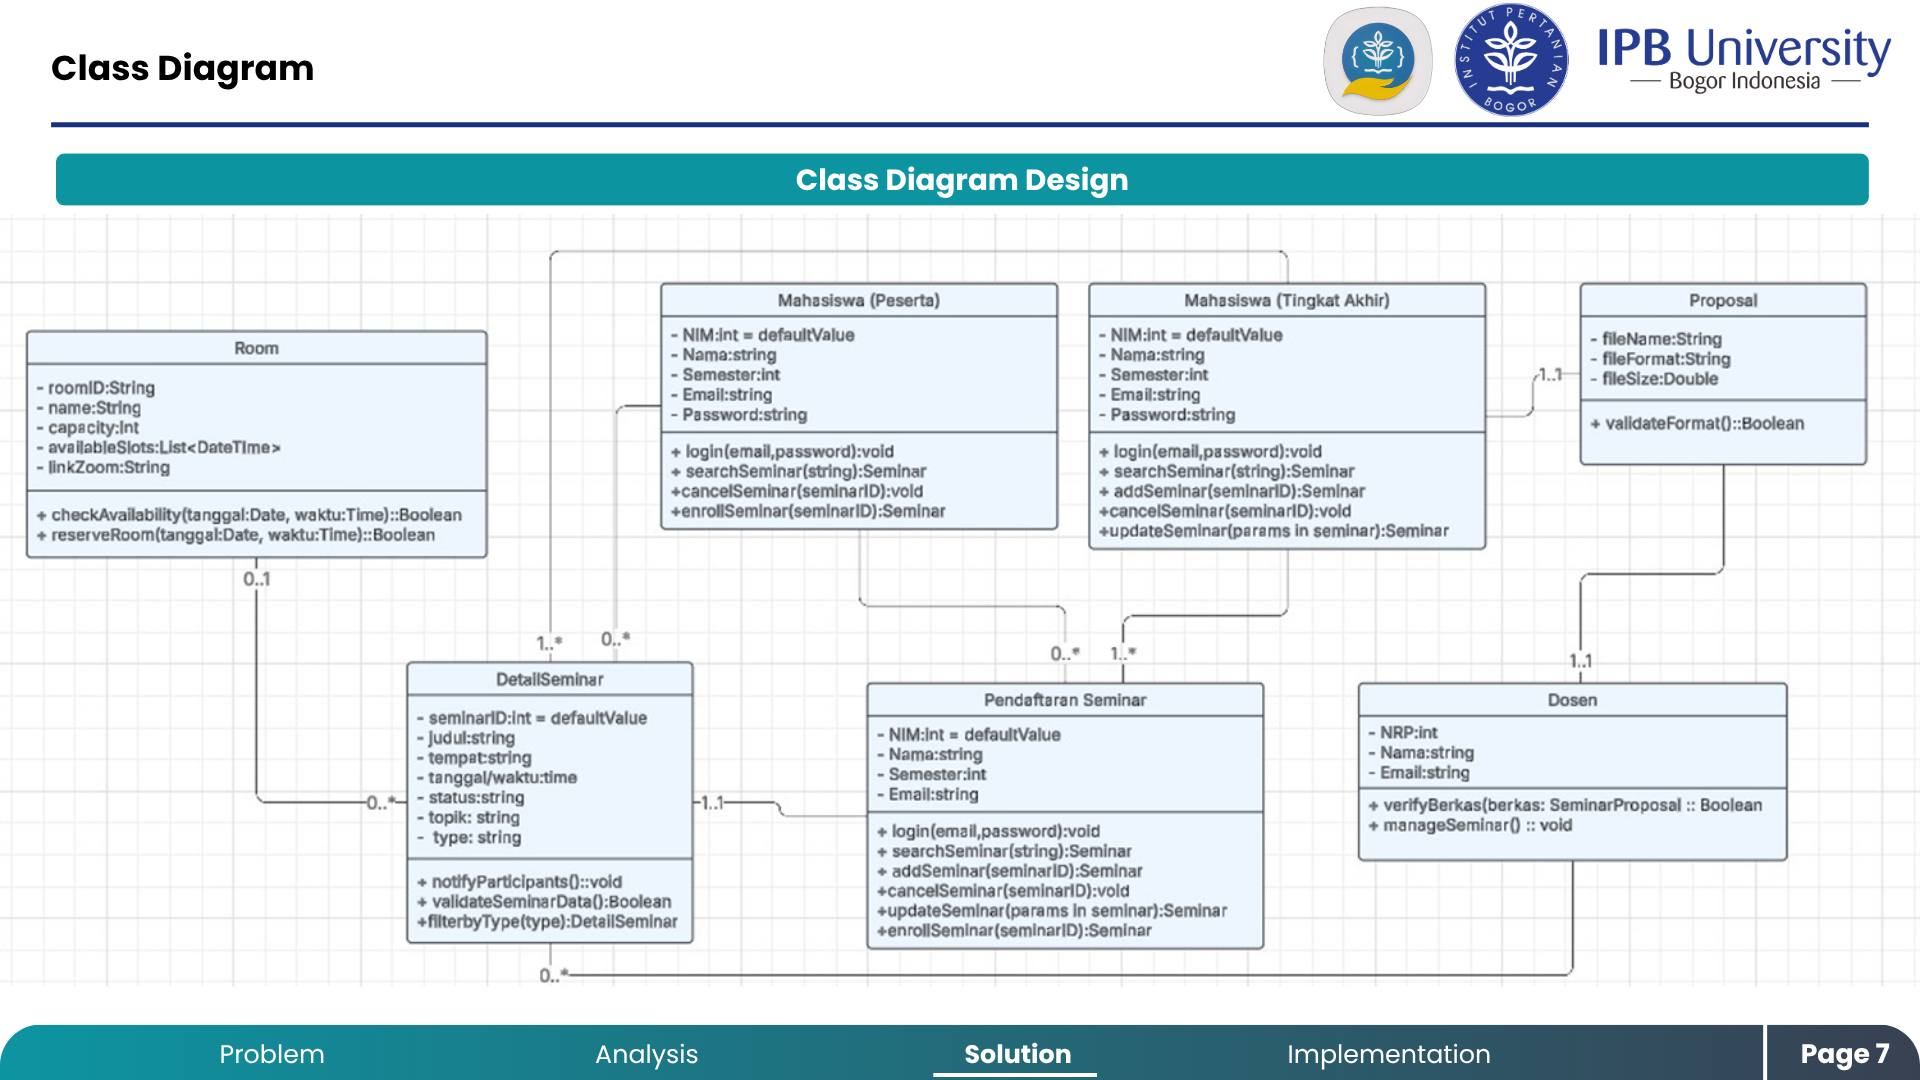 Class Diagram
INSTITUT PERTANIAN BOGOR
IPB University
Bogor Indonesia
Class Diagram Design
Room
- roomID:String
- name:String
- capacity:int
- availableSlots:List<DateTime>
- linkZoom:String
+ checkAvailability(tanggal:Date, waktu:Time)::Boolean
+ reserveRoom(tanggal:Date, waktu:Time)::Boolean
0..1
0..*
Mahasiswa (Peserta)
- NIM:int = defaultValue
- Nama:string
- Semester:int
- Email:string
- Password:string
+ login(email,password):void
+ searchSeminar(string):Seminar
+cancelSeminar(seminarID):void
+enrollSeminar(seminarID):Seminar
Mahasiswa (Tingkat Akhir)
- NIM:int = defaultValue
- Nama:string
- Semester:int
- Email:string
- Password:string
+ login(email,password):void
+ searchSeminar(string):Seminar
+ addSeminar(seminarID):Seminar
+cancelSeminar(seminarID):void
+updateSeminar(params in seminar):Seminar
1..1
Proposal
- fileName:String
- fileFormat:String
- fileSize:Double
+ validateFormat()::Boolean
1..*
0..*
0..*
1..*
1..1
DetailSeminar
- seminarID:int = defaultValue
- judul:string
- tempat:string
- tanggal/waktu:time
- status:string
- topik: string
- type: string
+ notifyParticipants()::void
+ validateSeminarData():Boolean
+filterbyType(type):DetailSeminar
1..1
0..*
Pendaftaran Seminar
- NIM:int = defaultValue
- Nama:string
- Semester:int
- Email:string
+ login(email,password):void
+ searchSeminar(string):Seminar
+ addSeminar(seminarID):Seminar
+cancelSeminar(seminarID):void
+updateSeminar(params in seminar):Seminar
+enrollSeminar(seminarID):Seminar
Dosen
- NRP:int
- Nama:string
- Email:string
+ verifyBerkas(berkas: SeminarProposal :: Boolean
+ manageSeminar() :: void
Problem
Analysis
Solution
Implementation
Page 7